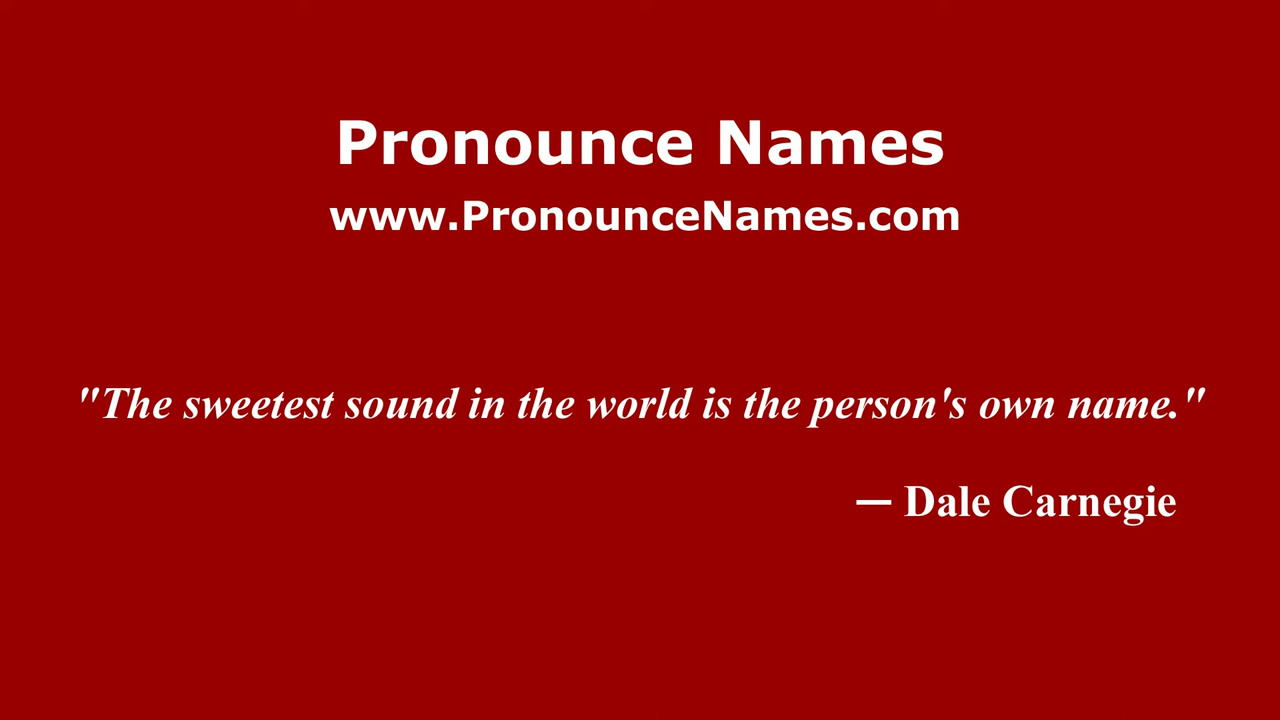 Pronounce Names
www.PronounceNames.com
"The sweetest sound in the world is the person's own name."
— Dale Carnegie